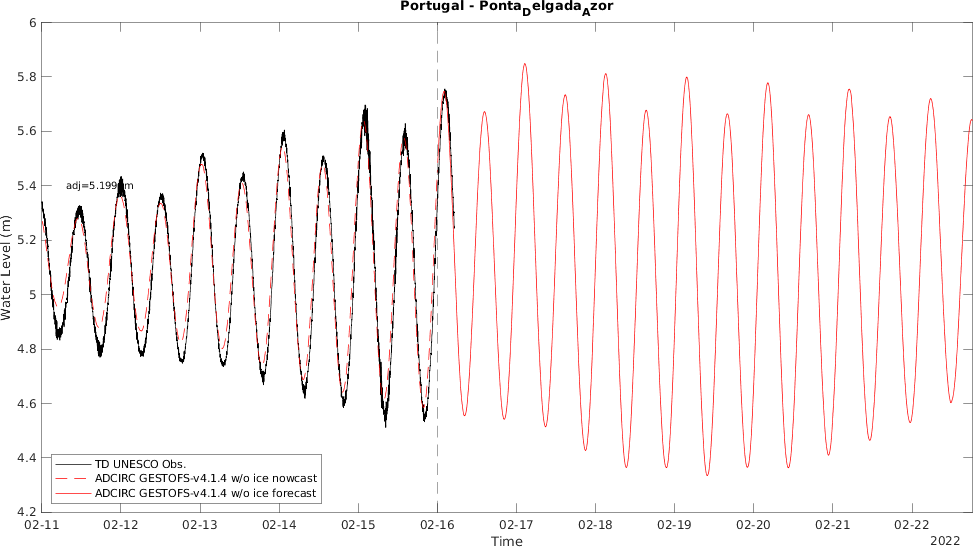 Portugal - PontaDelgadaAzor
6
5.8
5.6
5.4
5.2
5
4.8
4.6
4.4
4.2
Water Level (m)
adj=5.199 m
TD UNESCO Obs.
ADCIRC GESTOFS-v4.1.4 w/o ice nowcast
ADCIRC GESTOFS-v4.1.4 w/o ice forecast
02-11 02-12 02-13 02-14 02-15 02-16 02-17 02-18 02-19 02-20 02-21 02-22
Time
2022